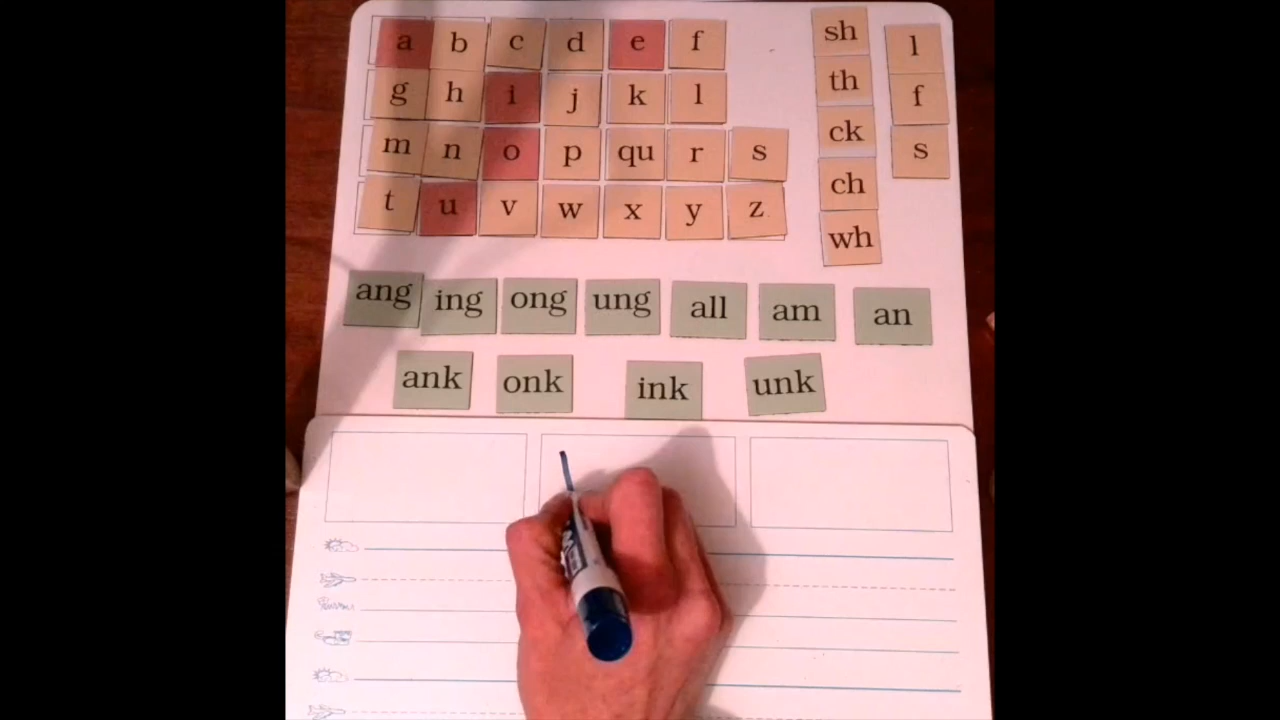 a b c d e f
g h i j k l
m n o p qu r s
t u v w x y z
sh
th
ck
ch
wh
l
f
s
ang ing ong ung all am an
ank onk ink unk